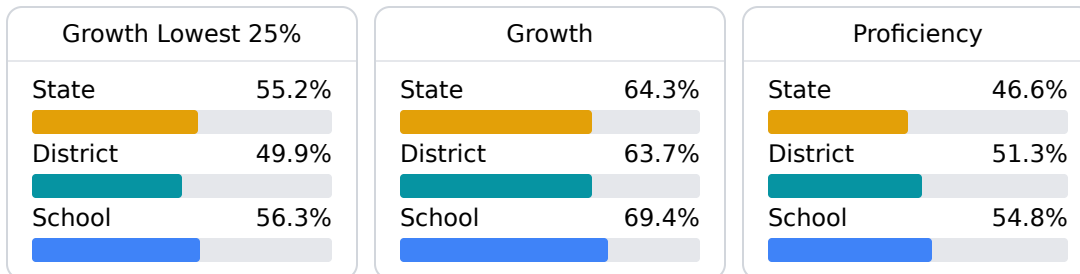 Growth Lowest 25%
State 55.2%
District 49.9%
School 56.3%
Growth
State 64.3%
District 63.7%
School 69.4%
Proficiency
State 46.6%
District 51.3%
School 54.8%